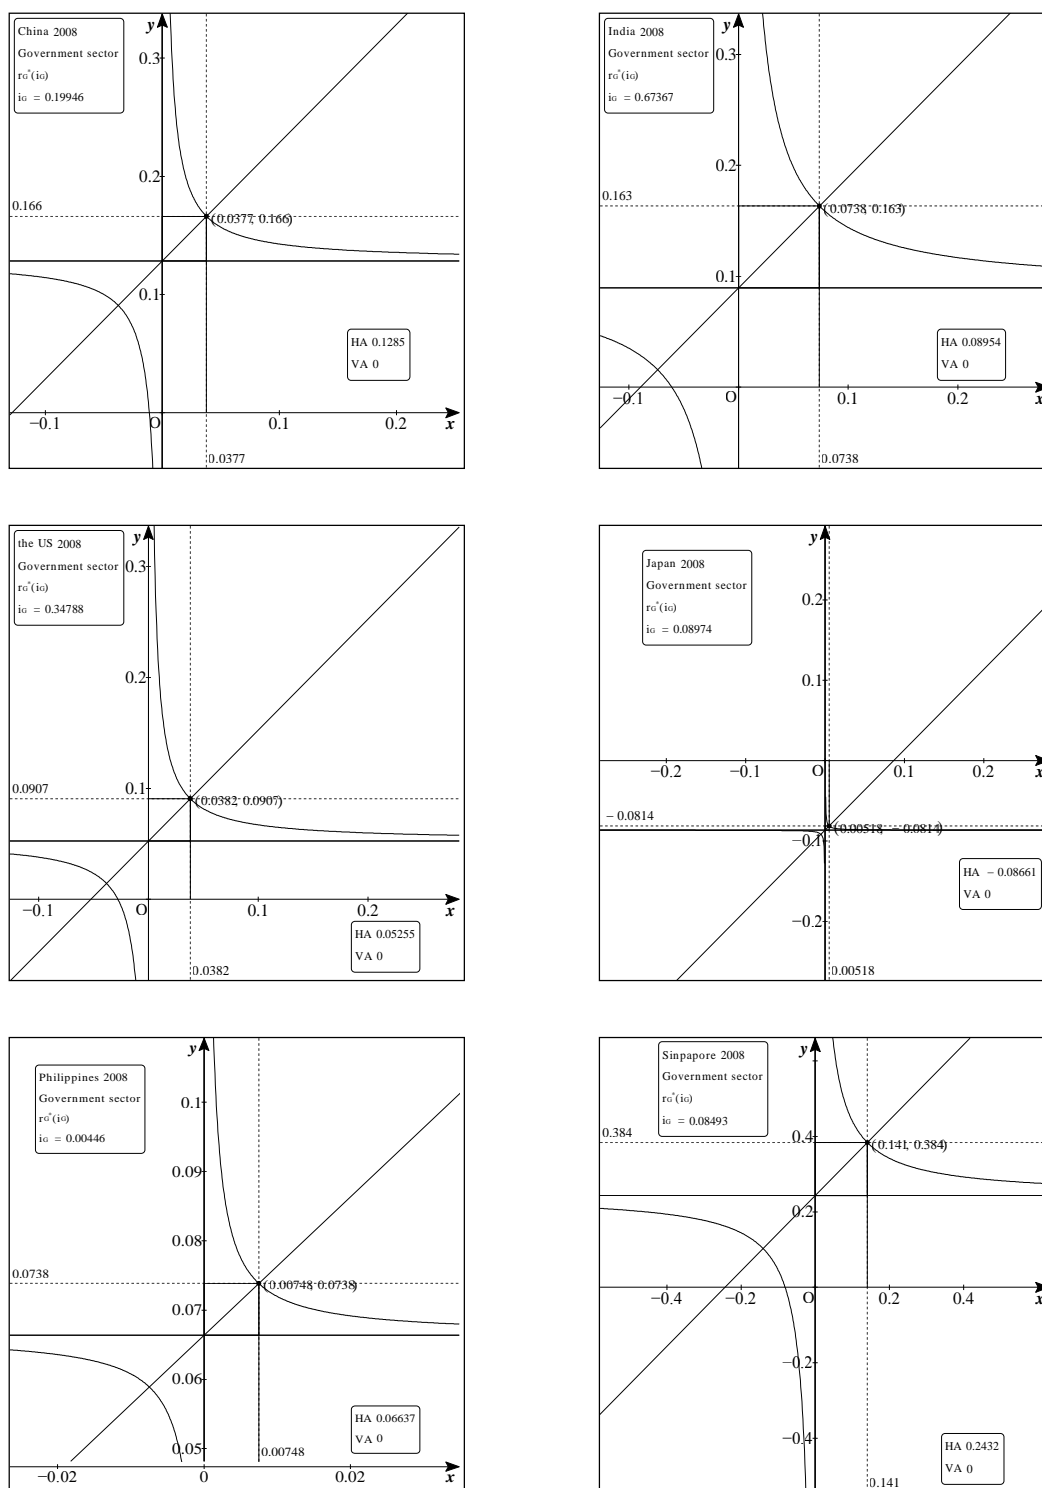 China 2008
Government sector
rG*(iG)
iG = 0.19946
y
0.3
0.2
0.166
(0.0377, 0.166)
0.1
HA 0.1285
VA 0
−0.1
O
0.1
0.2
x
0.0377
India 2008
Government sector
rG*(iG)
iG = 0.67367
y
0.3
0.2
0.163
(0.0738, 0.163)
0.1
HA 0.08954
VA 0
−0.1
O
0.1
0.2
x
0.0738
the US 2008
Government sector
rG*(iG)
iG = 0.34788
y
0.3
0.2
0.0907
0.1
(0.0382, 0.0907)
−0.1
O
0.1
0.2
x
HA 0.05255
VA 0
0.0382
Japan 2008
Government sector
rG*(iG)
iG = 0.08974
y
0.2
0.1
−0.2
−0.1
O
0.1
0.2
x
−0.0814
(0.00518, −0.0814)
−0.1
HA −0.08661
VA 0
−0.2
0.00518
Philippines 2008
Government sector
rG*(iG)
iG = 0.00446
y
0.1
0.09
0.08
0.0738
(0.00748, 0.0738)
0.07
0.06
HA 0.06637
VA 0
0.05
0.00748
−0.02
0
0.02
x
Sinpapore 2008
Government sector
rG*(iG)
iG = 0.08493
y
0.384
0.4
(0.141, 0.384)
0.2
−0.4
−0.2
O
0.2
0.4
x
−0.2
−0.4
HA 0.2432
VA 0
0.141